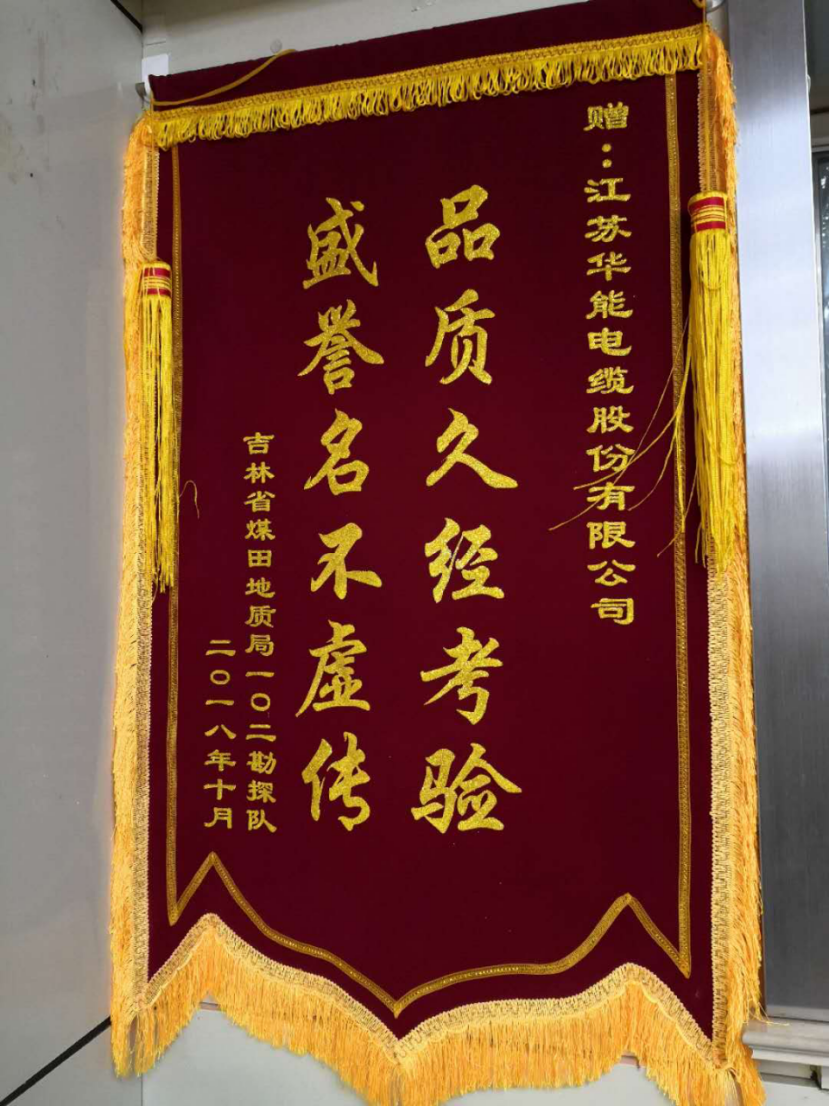 赠：江苏华能电缆股份有限公司
品质久经考验
盛誉名不虚传
吉林省煤田地质局一〇二勘探队
二〇一八年十月